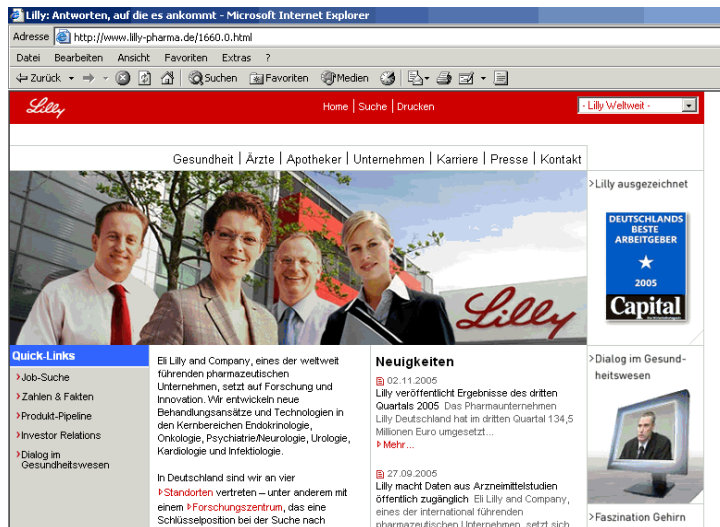 Lilly: Antworten, auf die es ankommt - Microsoft Internet Explorer
Adresse http://www.lilly-pharma.de/1660.0.html
Datei Bearbeiten Ansicht Favoriten Extras ?
Zurück Suchen Favoriten Medien
Lilly Home | Suche | Drucken - Lilly Weltweit -
Gesundheit | Ärzte | Apotheker | Unternehmen | Karriere | Presse | Kontakt
>Lilly ausgezeichnet
DEUTSCHLANDS
BESTE
ARBEITGEBER
2005
Capital
Lilly
Quick-Links
>Job-Suche
>Zahlen & Fakten
>Produkt-Pipeline
>Investor Relations
>Dialog im
Gesundheitswesen
Eli Lilly and Company, eines der weltweit
führenden pharmazeutischen
Unternehmen, setzt auf Forschung und
Innovation. Wir entwickeln neue
Behandlungsansätze und Technologien in
den Kernbereichen Endokrinologie,
Onkologie, Psychiatrie/Neurologie, Urologie,
Kardiologie und Infektiologie.
In Deutschland sind wir an vier
Standorten vertreten – unter anderem mit
einem Forschungszentrum, das eine
Schlüsselposition bei der Suche nach
Neuigkeiten
02.11.2005
Lilly veröffentlicht Ergebnisse des dritten
Quartals 2005 Das Pharmaunternehmen
Lilly Deutschland hat im dritten Quartal 134,5
Millionen Euro umgesetzt...
Mehr...
27.09.2005
Lilly macht Daten aus Arzneimittelstudien
öffentlich zugänglich Eli Lilly and Company,
eines der international führenden
pharmazeutischen Unternehmen, setzt sich
>Dialog im Gesund-
heitswesen
>Faszination Gehirn